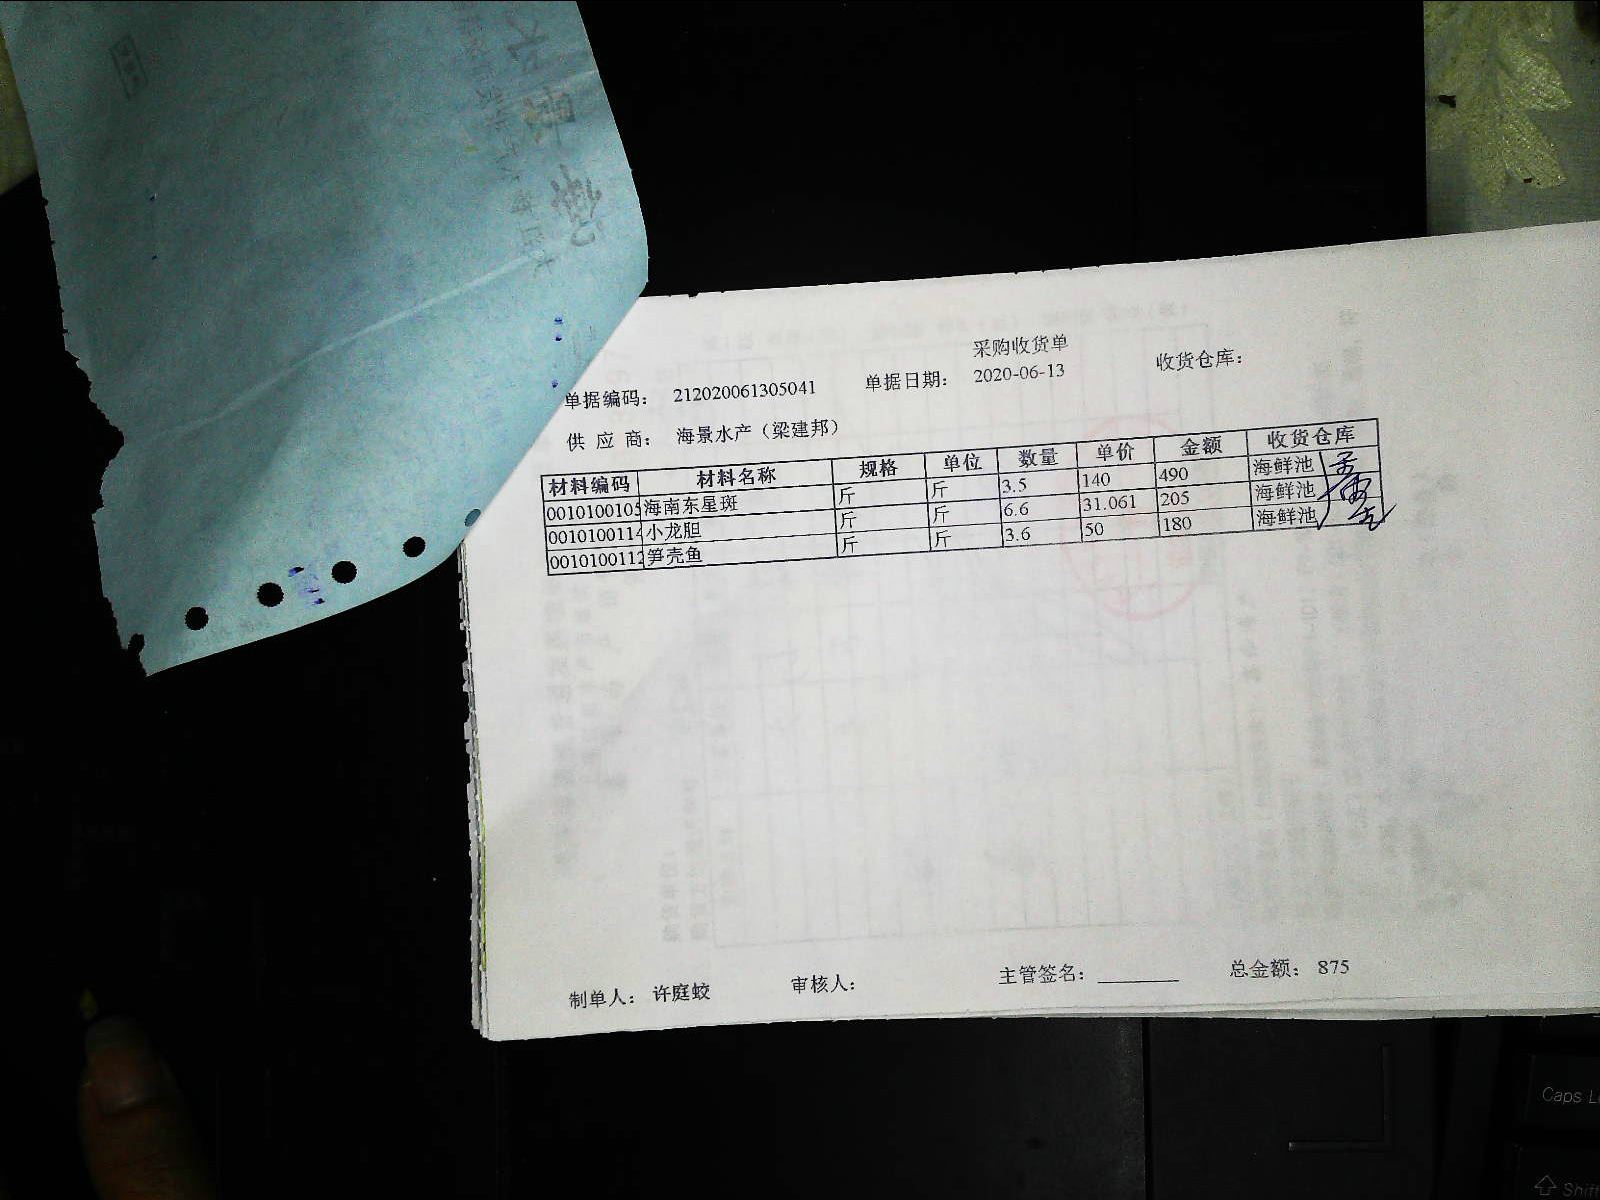 采购收货单
单据编码： 212020061305041 单据日期： 2020-06-13 收货仓库：
供 应 商： 海景水产（梁建邦）
材料编码 材料名称 规格 单位 数量 单价 金额 收货仓库
0010100105 海南东星斑 斤 斤 3.5 140 490 海鲜池
0010100114 小龙胆 斤 斤 6.6 31.061 205 海鲜池
0010100112 笋壳鱼 斤 斤 3.6 50 180 海鲜池
制单人： 许庭蛟 审核人： 主管签名： 总金额： 875
Caps L
Shift